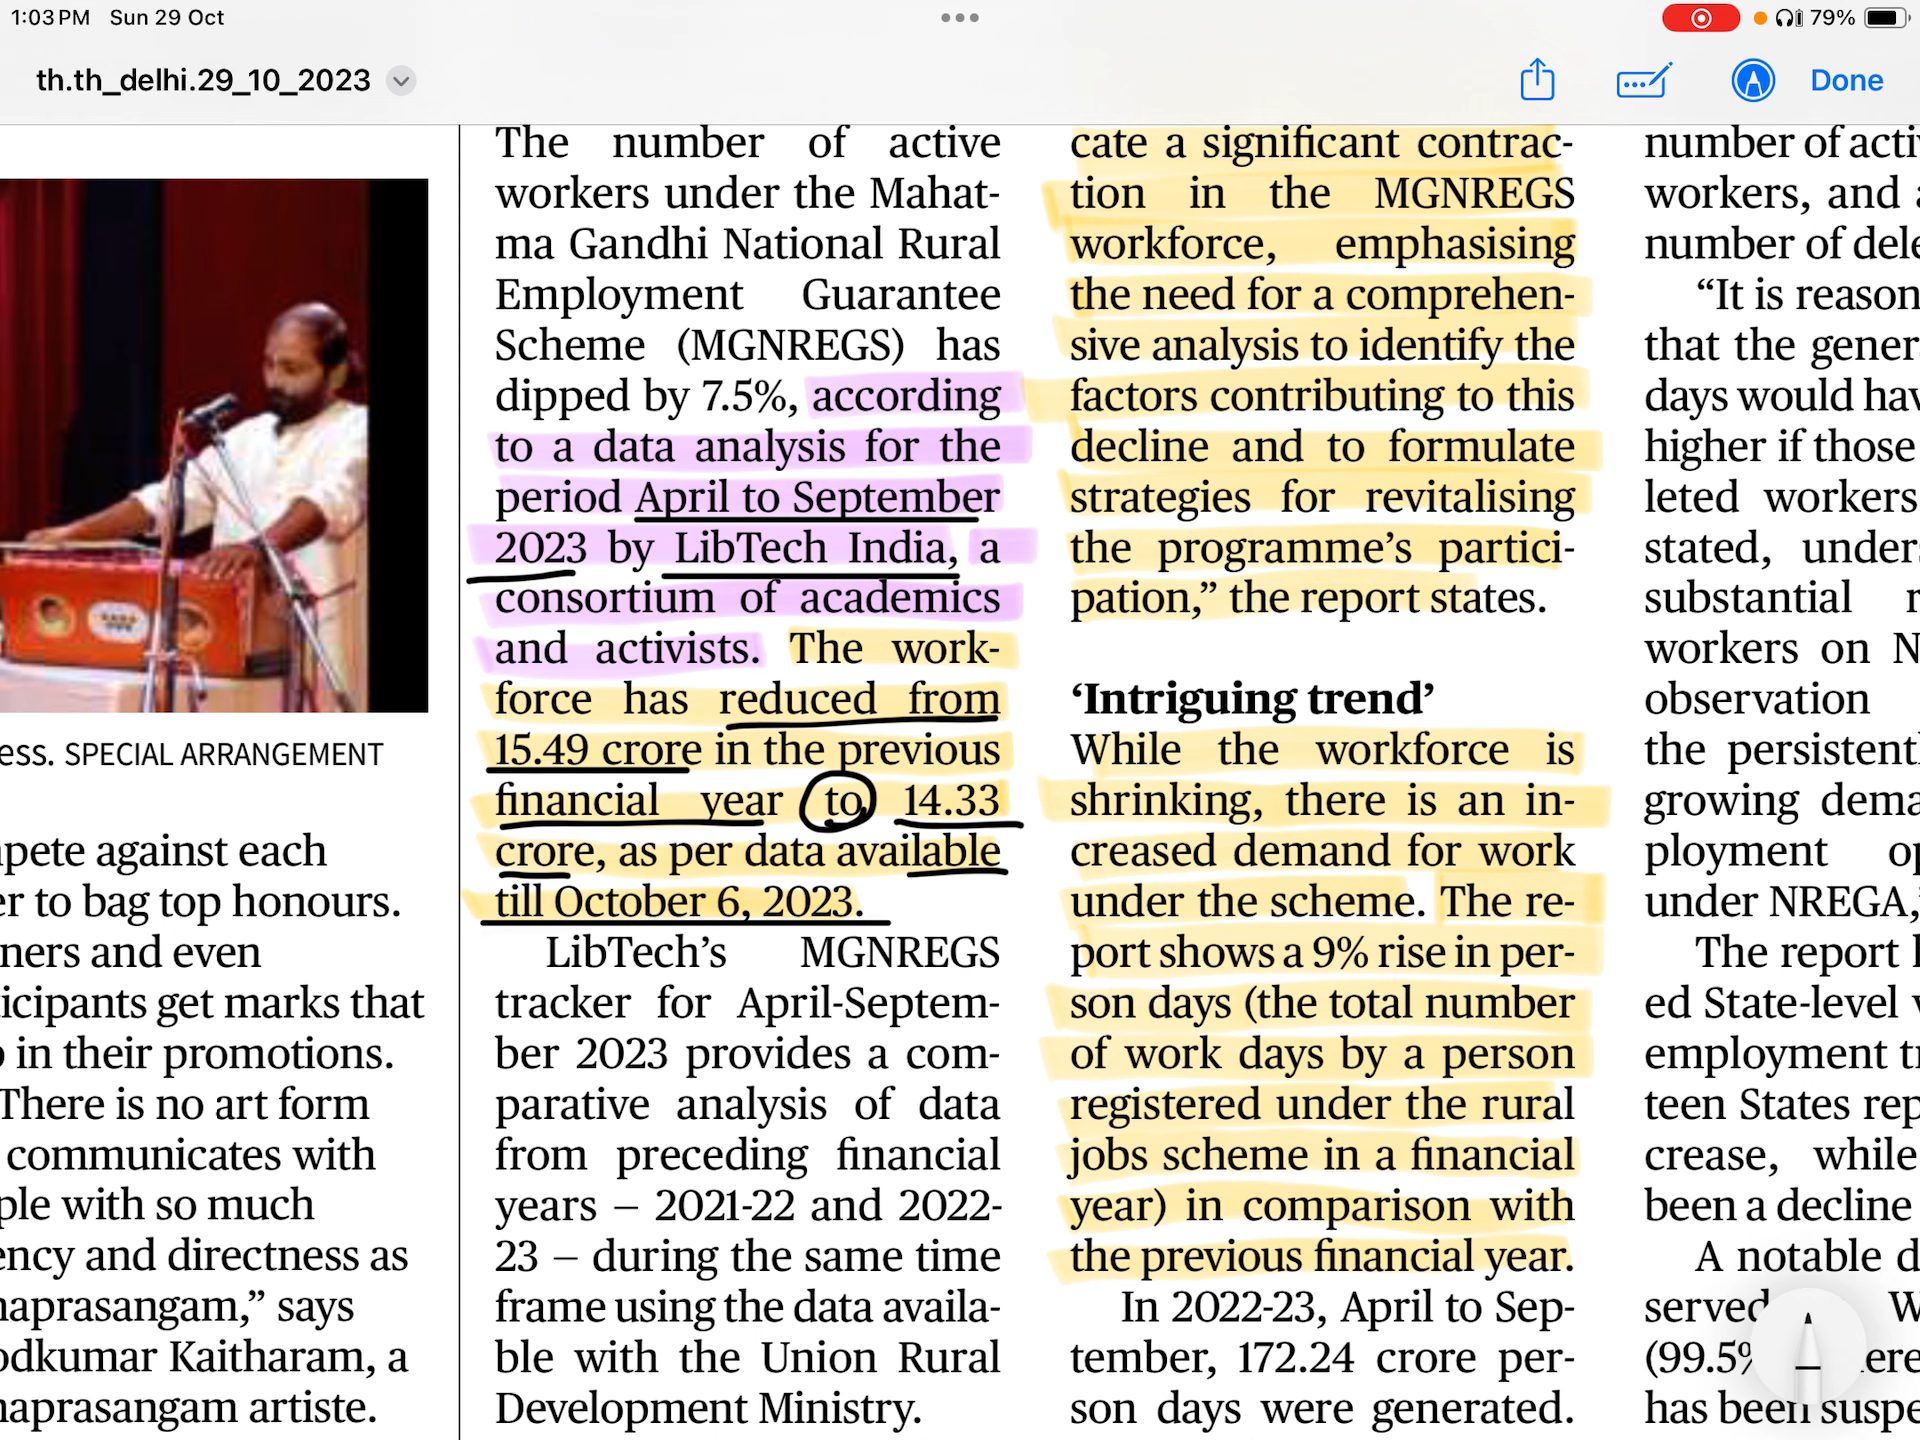 1:03 PM Sun 29 Oct
79%
th.th_delhi.29_10_2023
Done
ess. SPECIAL ARRANGEMENT
pete against each
er to bag top honours.
ners and even
icipants get marks that
in their promotions.
There is no art form
communicates with
ple with so much
ency and directness as
haprasangam,” says
odkumar Kaitharam, a
haprasangam artiste.
The number of active
workers under the Mahat-
ma Gandhi National Rural
Employment Guarantee
Scheme (MGNREGS) has
dipped by 7.5%, according
to a data analysis for the
period April to September
2023 by LibTech India, a
consortium of academics
and activists. The work-
force has reduced from
15.49 crore in the previous
financial year to 14.33
crore, as per data available
till October 6, 2023.
LibTech’s MGNREGS
tracker for April-Septem-
ber 2023 provides a com-
parative analysis of data
from preceding financial
years – 2021-22 and 2022-
23 – during the same time
frame using the data availa-
ble with the Union Rural
Development Ministry.
cate a significant contrac-
tion in the MGNREGS
workforce, emphasising
the need for a comprehen-
sive analysis to identify the
factors contributing to this
decline and to formulate
strategies for revitalising
the programme’s partici-
pation,” the report states.
‘Intriguing trend’
While the workforce is
shrinking, there is an in-
creased demand for work
under the scheme. The re-
port shows a 9% rise in per-
son days (the total number
of work days by a person
registered under the rural
jobs scheme in a financial
year) in comparison with
the previous financial year.
In 2022-23, April to Sep-
tember, 172.24 crore per-
son days were generated.
number of acti
workers, and
number of dele
“It is reason
that the gener
days would hav
higher if those
leted workers
stated, unders
substantial r
workers on N
observation
the persistentl
growing dema
ployment op
under NREGA,
The report
ed State-level
employment tr
teen States rep
crease, while
been a decline
A notable d
served W
(99.5% ere
has been suspe